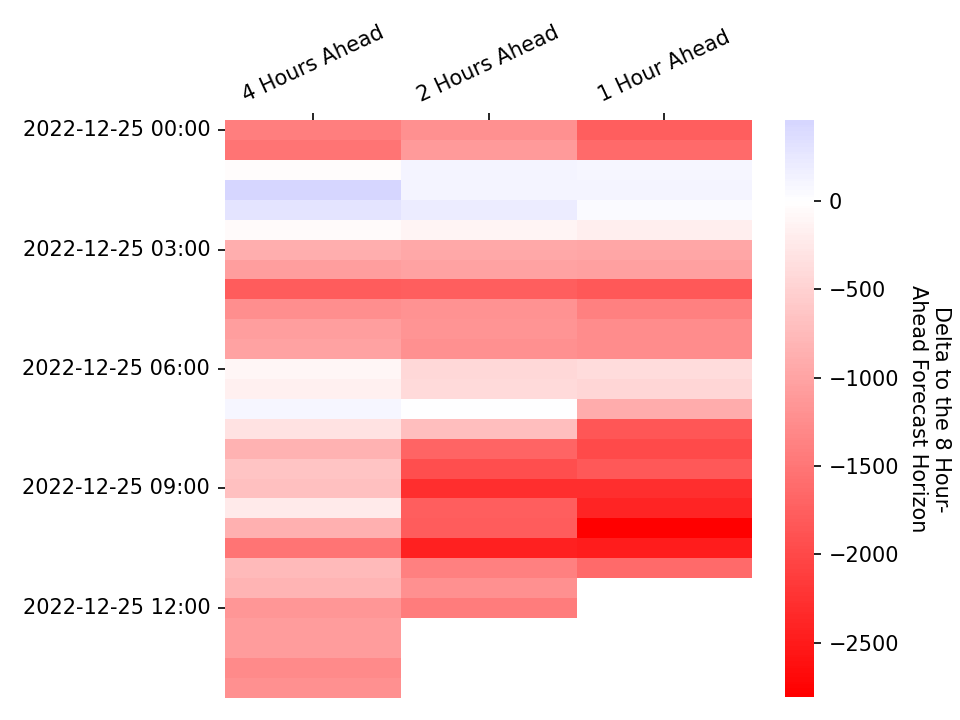 4 Hours Ahead
2 Hours Ahead
1 Hour Ahead
2022-12-25 00:00
2022-12-25 03:00
2022-12-25 06:00
2022-12-25 09:00
2022-12-25 12:00
0
−500
−1000
−1500
−2000
−2500
Delta to the 8 Hour-
Ahead Forecast Horizon